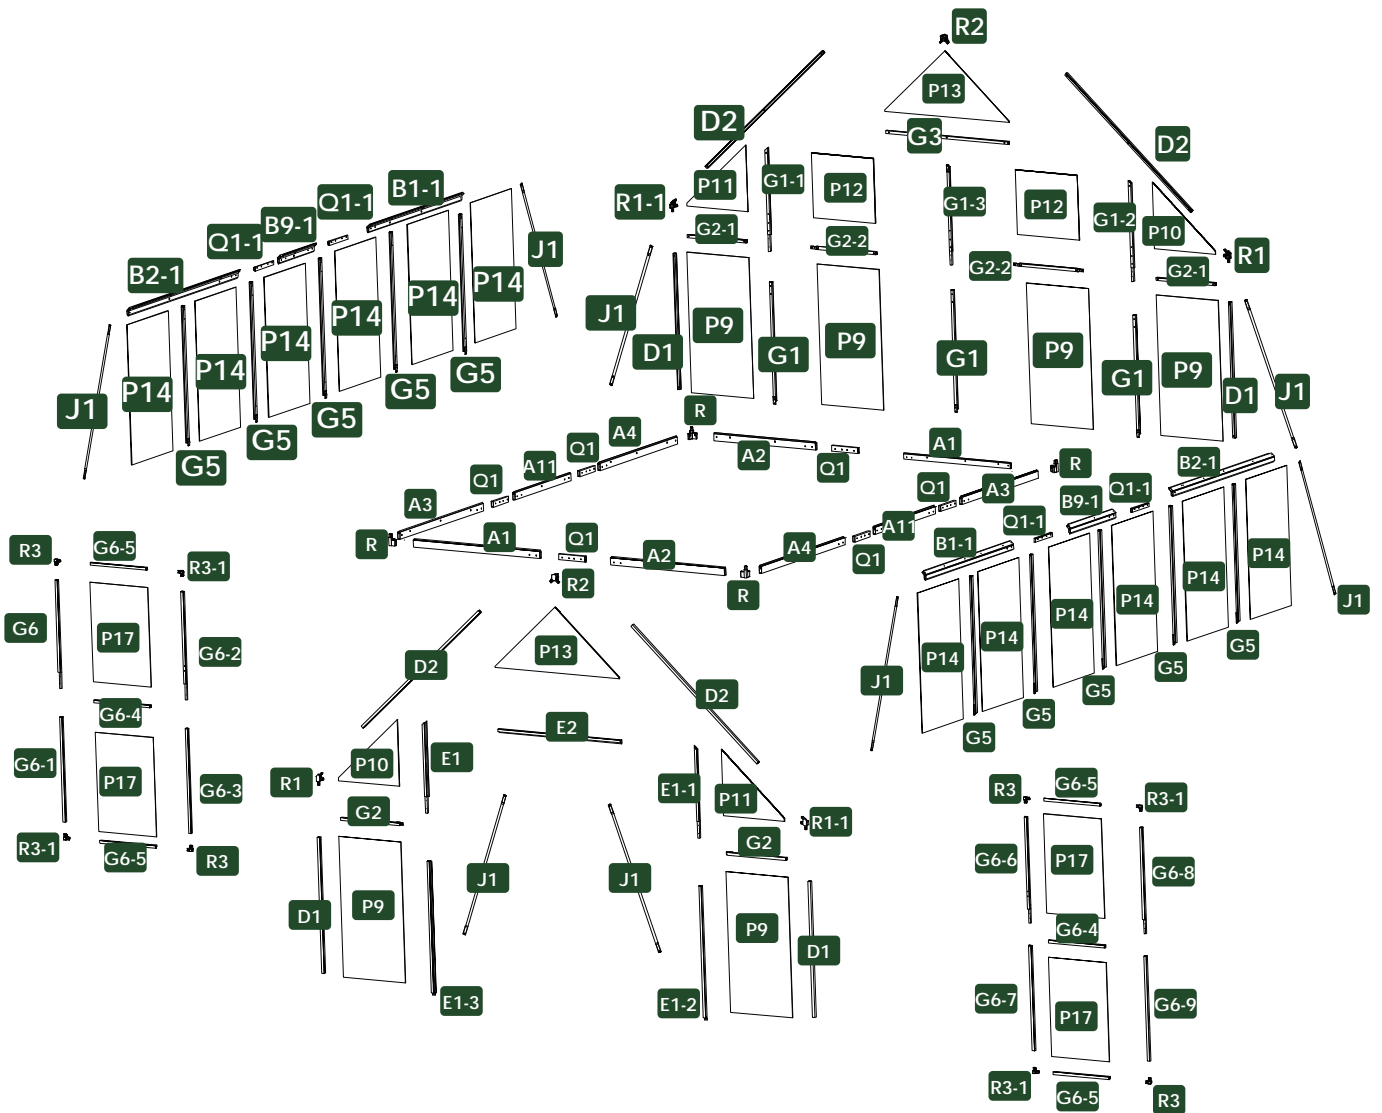 R2
P13
D2
G3
D2
P11
G1-1
P12
R1-1
G1-3
P12
G1-2
P10
B1-1
Q1-1
B9-1
Q1-1
B2-1
J1
G2-1
G2-2
G2-2
G2-1
R1
P14
P14
P14
P14
P14
P14
J1
D1
P9
G1
P9
G1
P9
G1
P9
D1
J1
J1
G5
G5
G5
G5
G5
R
A4
Q1
A11
Q1
A3
R
A2
Q1
A1
R
B2-1
Q1
A3
B9-1
Q1-1
A1
Q1
A2
A4
Q1
A11
B1-1
Q1-1
R2
R
P14
P14
P14
P14
P14
P14
J1
J1
G5
G5
G5
G5
G5
R3
G6-5
R3-1
G6
P17
G6-2
G6-4
G6-1
P17
G6-3
R3-1
G6-5
R3
D2
P13
D2
E2
P10
E1
R1
E1-1
P11
R1-1
G2
G2
J1
J1
D1
P9
P9
D1
E1-3
E1-2
R3
G6-5
R3-1
G6-6
P17
G6-8
G6-4
G6-7
P17
G6-9
R3-1
G6-5
R3